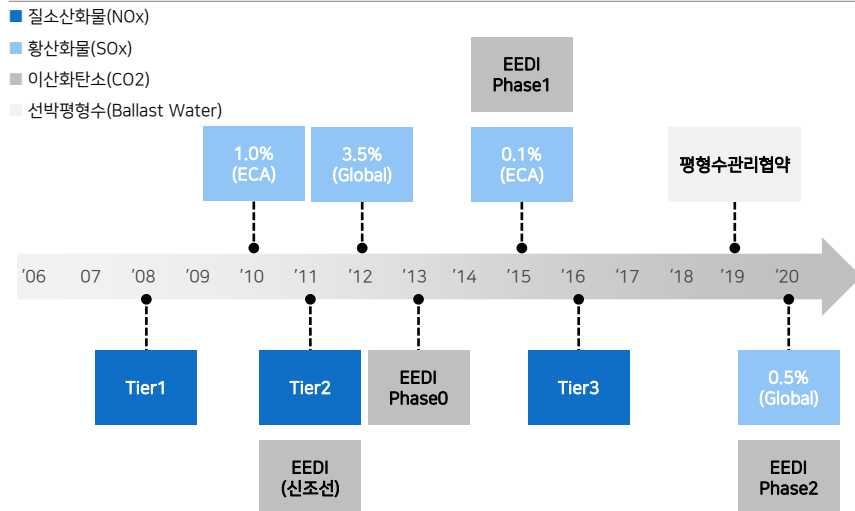 질소산화물(NOx)
황산화물(SOx)
이산화탄소(CO2)
선박평형수(Ballast Water)
EEDI
Phase1
1.0%
(ECA)
3.5%
(Global)
0.1%
(ECA)
평형수관리협약
'06 07 '08 '09 '10 '11 '12 '13 '14 '15 '16 '17 '18 '19 '20
Tier1
Tier2
EEDI
Phase0
Tier3
0.5%
(Global)
EEDI
(신조선)
EEDI
Phase2